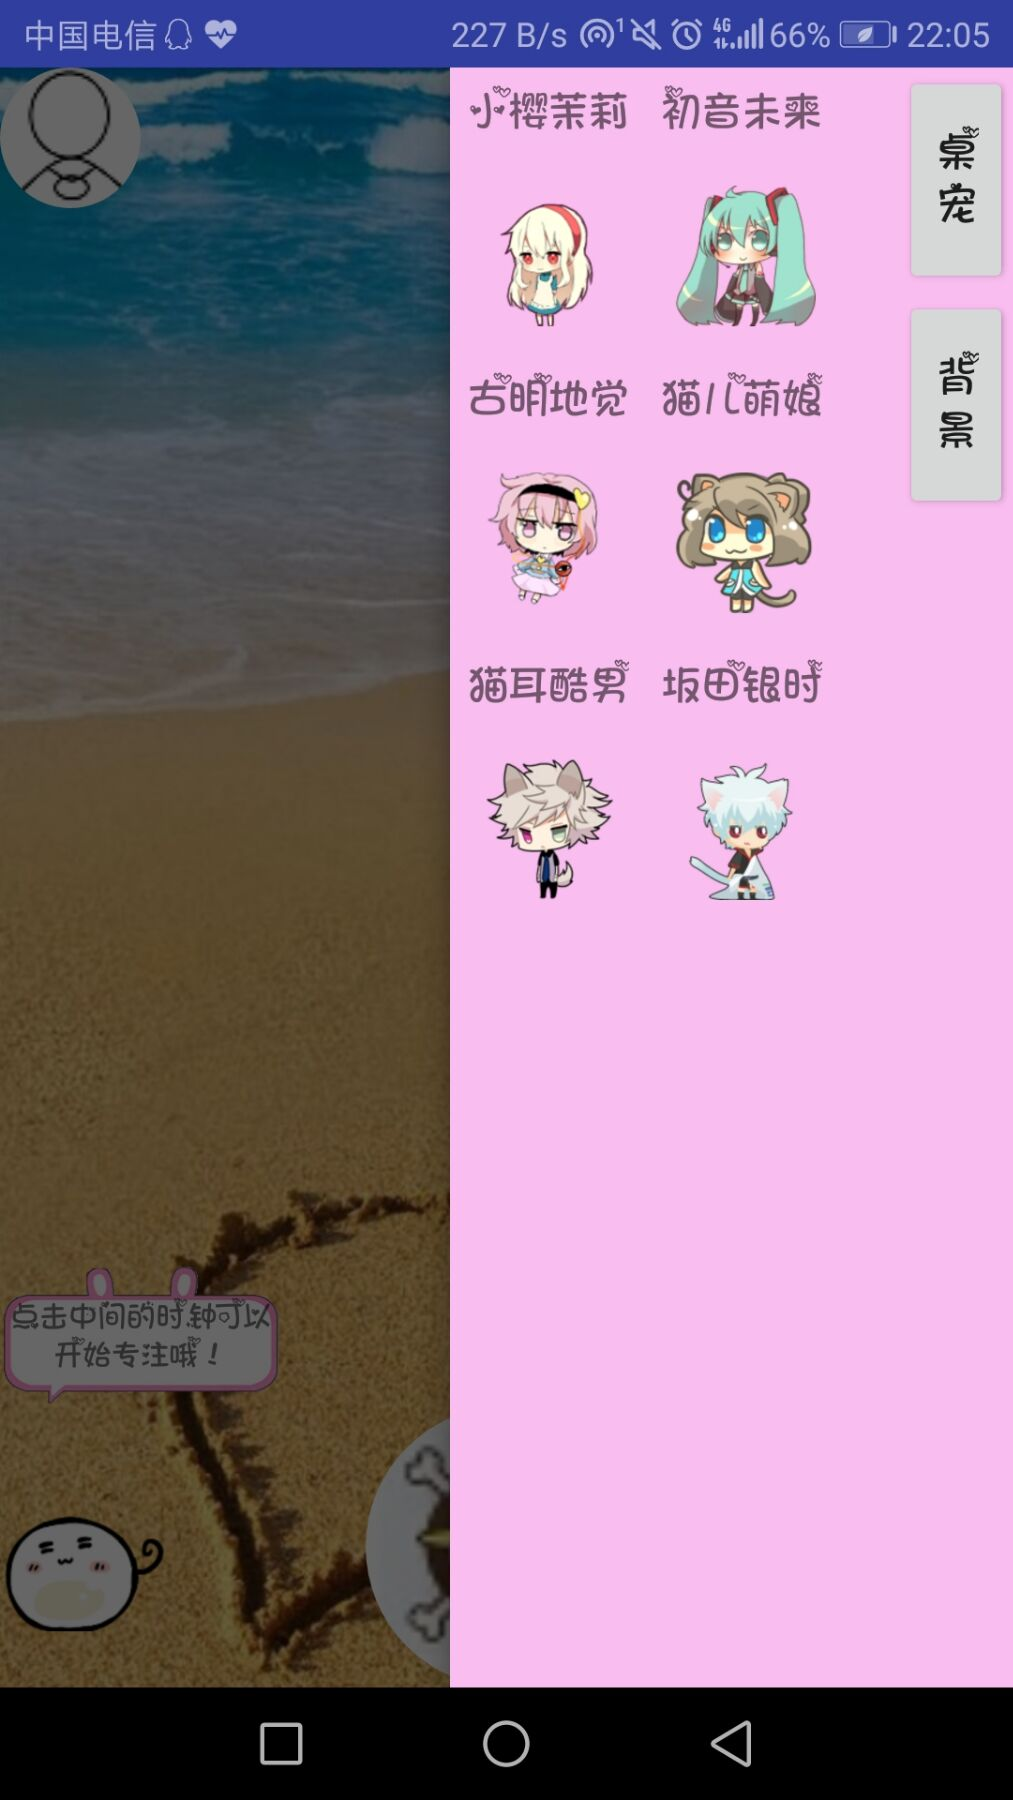 中国电信
227 B/s 1 4G 66% 22:05
小樱茉莉 初音未来
桌宠
古明地觉 猫儿萌娘
背景
猫耳酷男 坂田银时
点击中间的时钟可以
开始专注哦！